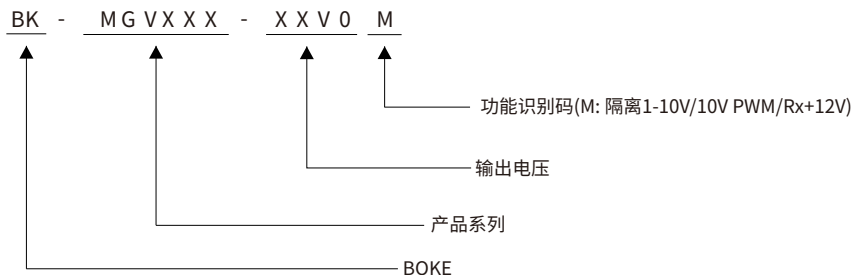 BK - MGVXXX - XXV0 M
功能识别码(M: 隔离1-10V/10V PWM/Rx+12V)
输出电压
产品系列
BOKE